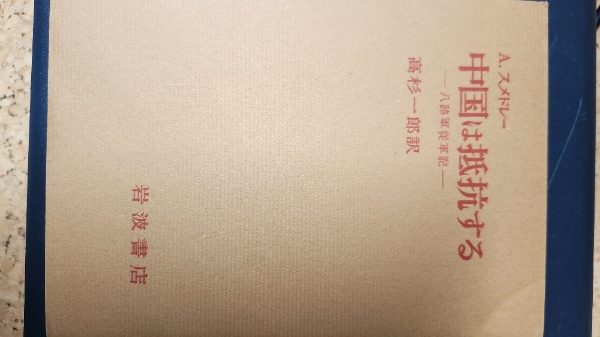 A.スメドレー
中国は抵抗する
―八路軍従軍記―
高杉一郎訳
岩波書店